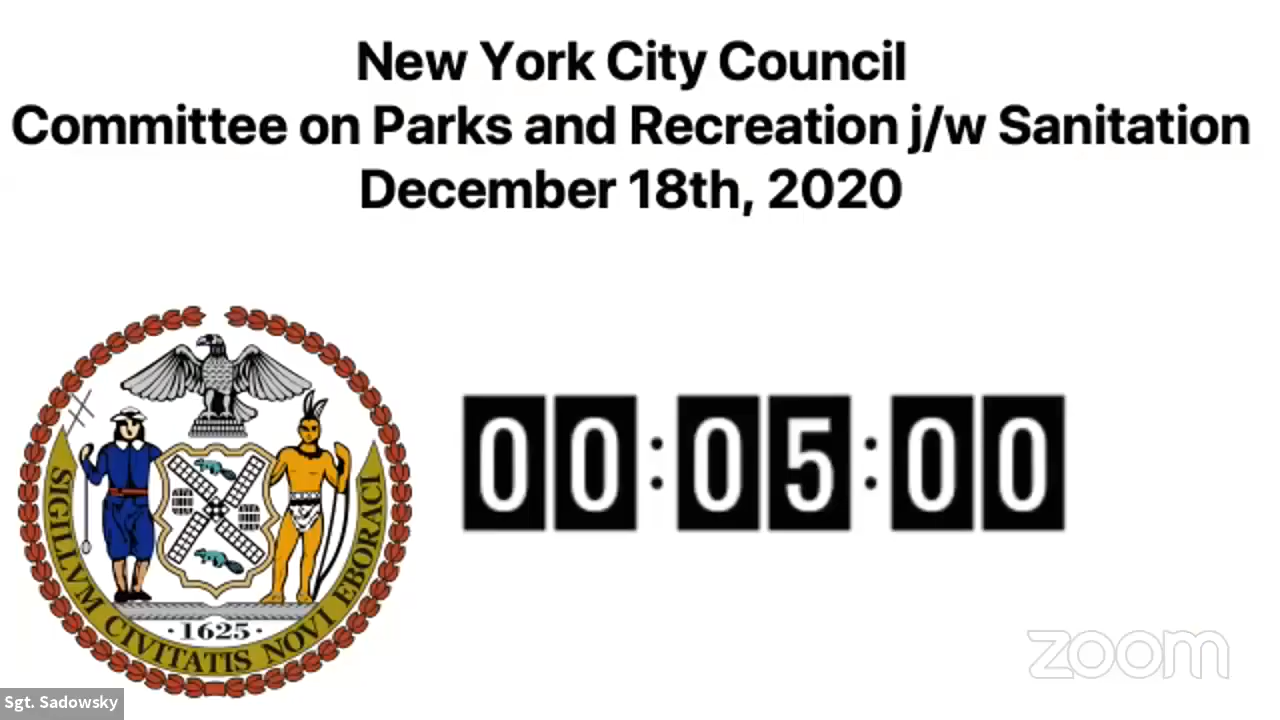 New York City Council
Committee on Parks and Recreation j/w Sanitation
December 18th, 2020
00:05:00
SIGILLVM CIVITATIS NOVI EBORACI
·1625·
zoom
Sgt. Sadowsky